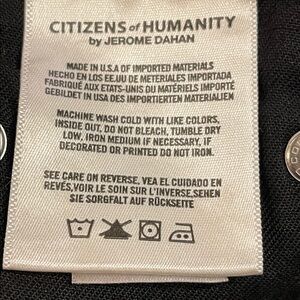 CITIZENS of HUMANITY
by JEROME DAHAN
MADE IN U.S.A OF IMPORTED MATERIALS
HECHO EN LOS EE.UU DE METERIALES IMPORTADA
FABRIQUÉ AUX ETATS-UNIS DU MATÉRIELS IMPORTÉ
GEBILDET IN USA DES IMPORTIERTEN MATERIALIEN
MACHINE WASH COLD WITH LIKE COLORS,
INSIDE OUT, DO NOT BLEACH, TUMBLE DRY
LOW, IRON MEDIUM IF NECESSARY, IF
DECORATED OR PRINTED DO NOT IRON.
SEE CARE ON REVERSE, VEA EL CUIDADO EN
REVÉS,VOIR LE SOIN SUR L'INVERSE,SEHEN
SIE SORGFALT AUF RÜCKSEITE